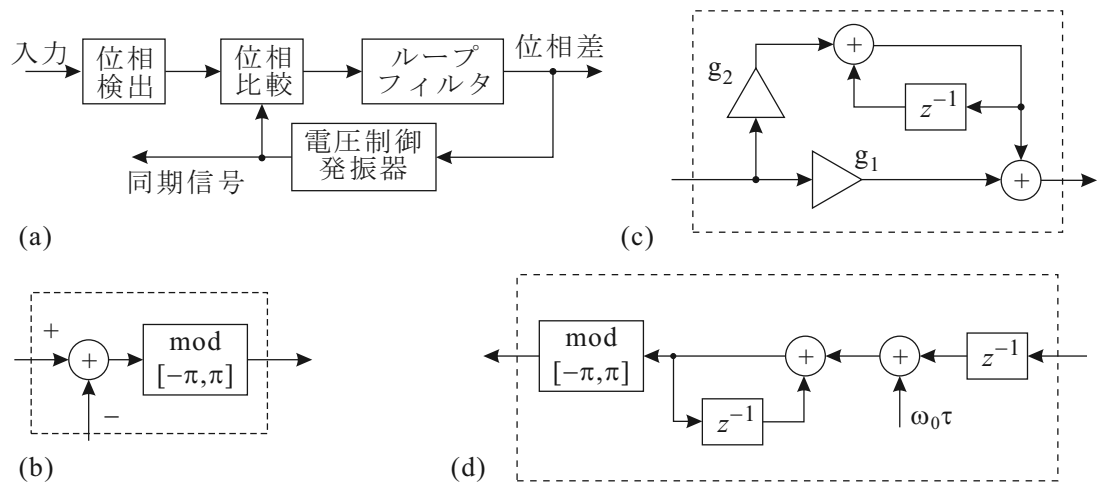 入力
位相
検出
位相
比較
ループ
フィルタ
位相差
電圧制御
発振器
同期信号
(a)
g2
+
z−1
g1
+
(c)
+
+
−
mod
[−π,π]
(b)
mod
[−π,π]
+
+
z−1
z−1
ω0τ
(d)